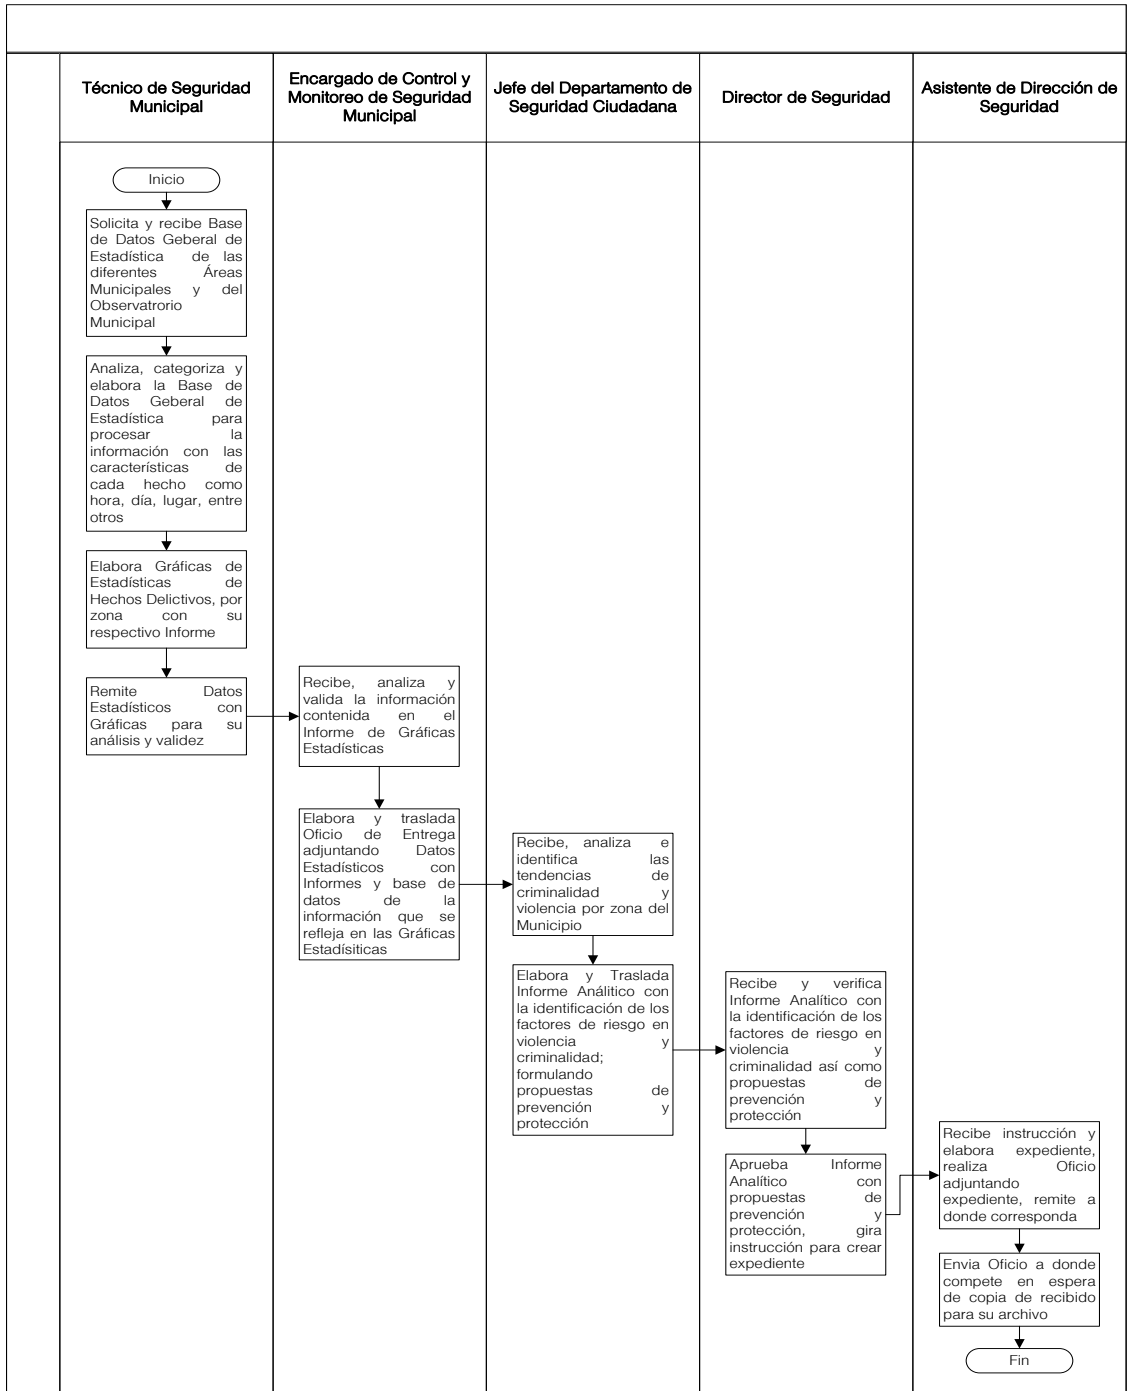 Técnico de Seguridad
Municipal
Encargado de Control y
Monitoreo de Seguridad
Municipal
Jefe del Departamento de
Seguridad Ciudadana
Director de Seguridad
Asistente de Dirección de
Seguridad
Inicio
Solicita y recibe Base
de Datos Geberal de
Estadística de las
diferentes Áreas
Municipales y del
Observatrorio
Municipal
Analiza, categoriza y
elabora la Base de
Datos Geberal de
Estadística para
procesar la
información con las
características de
cada hecho como
hora, día, lugar, entre
otros
Elabora Gráficas de
Estadísticas de
Hechos Delictivos, por
zona con su
respectivo Informe
Remite Datos
Estadísticos con
Gráficas para su
análisis y validez
Recibe, analiza y
valida la información
contenida en el
Informe de Gráficas
Estadísticas
Elabora y traslada
Oficio de Entrega
adjuntando Datos
Estadísticos con
Informes y base de
datos de la
información que se
refleja en las Gráficas
Estadísiticas
Recibe, analiza e
identifica las
tendencias de
criminalidad y
violencia por zona del
Municipio
Elabora y Traslada
Informe Análitico con
la identificación de los
factores de riesgo en
violencia y
criminalidad;
formulando
propuestas de
prevención y
protección
Recibe y verifica
Informe Analítico con
la identificación de los
factores de riesgo en
violencia y
criminalidad así como
propuestas de
prevención y
protección
Aprueba Informe
Analítico con
propuestas de
prevención y
protección, gira
instrucción para crear
expediente
Recibe instrucción y
elabora expediente,
realiza Oficio
adjuntando
expediente, remite a
donde corresponda
Envia Oficio a donde
compete en espera
de copia de recibido
para su archivo
Fin